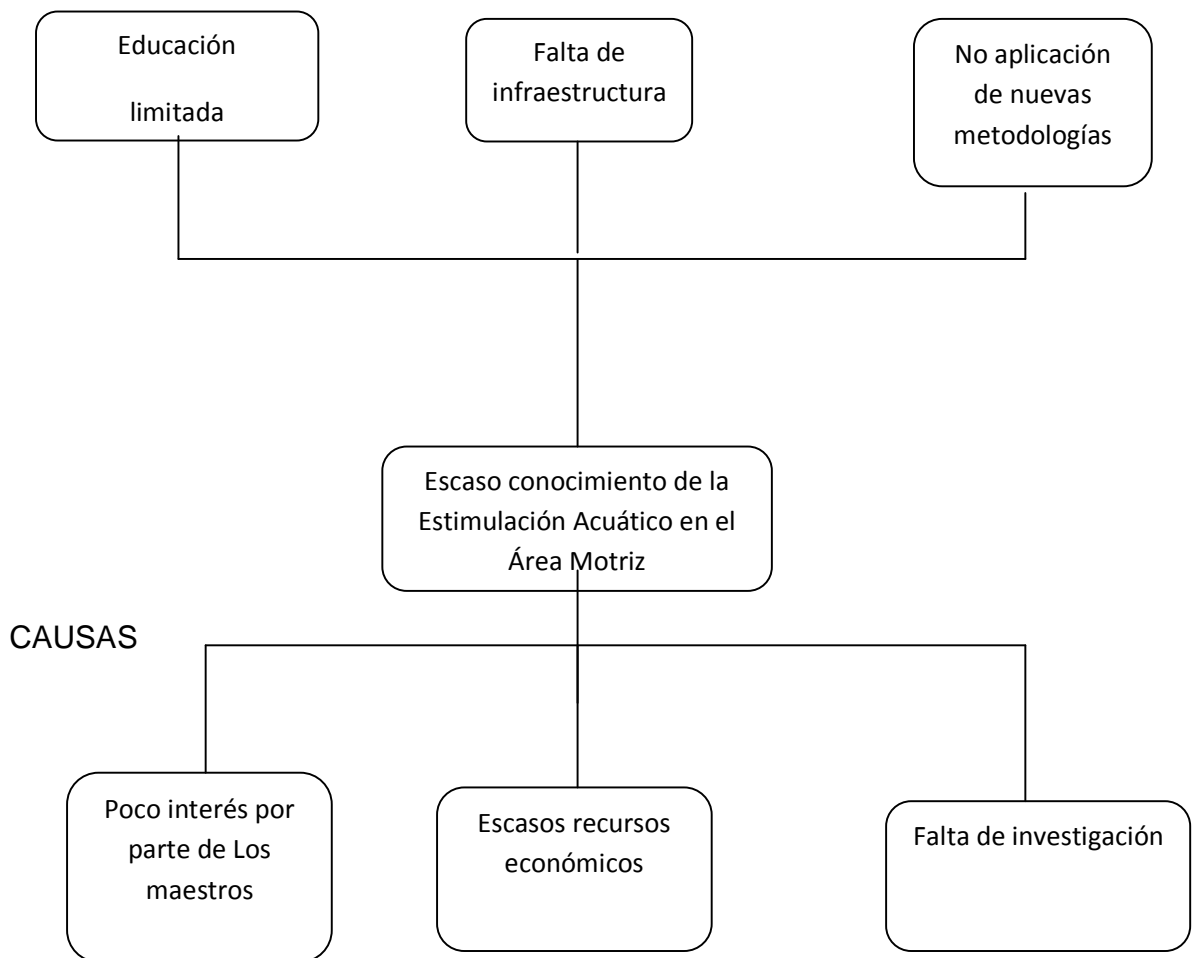 Educación
limitada
Falta de
infraestructura
No aplicación
de nuevas
metodologías
Escaso conocimiento de la
Estimulación Acuático en el
Área Motriz
CAUSAS
Poco interés por
parte de Los
maestros
Escasos recursos
económicos
Falta de investigación